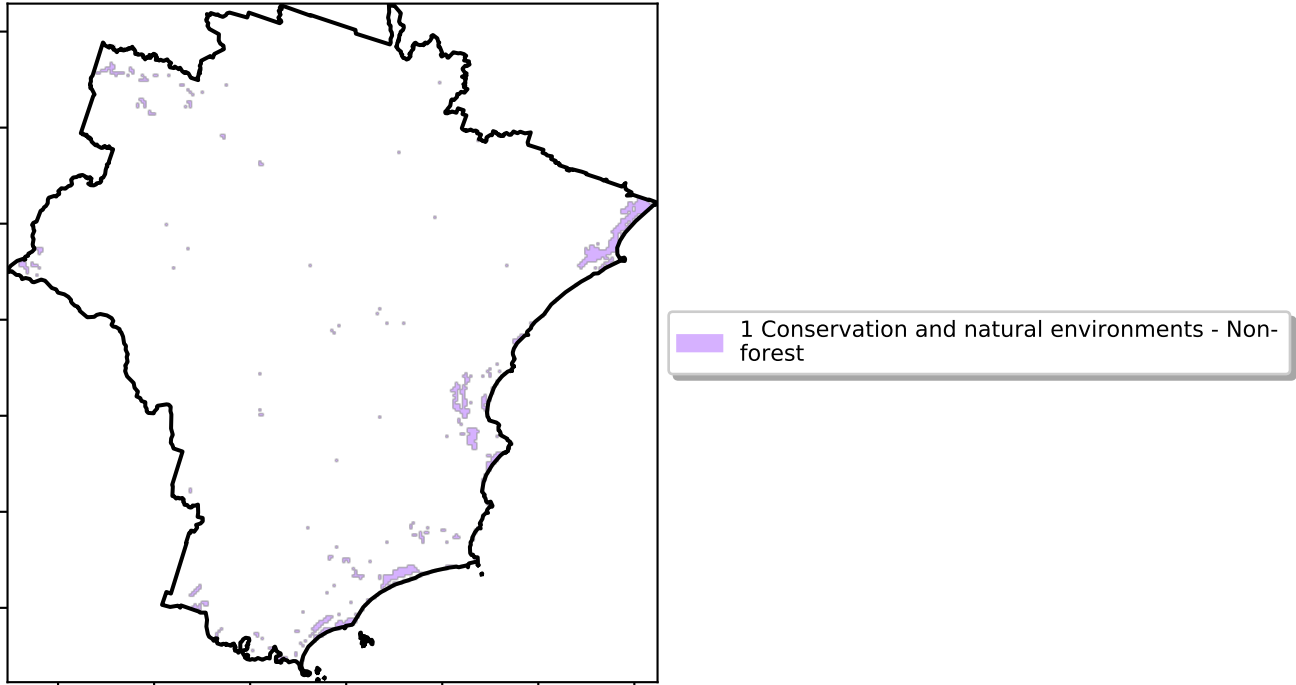 1 Conservation and natural environments - Non-
forest